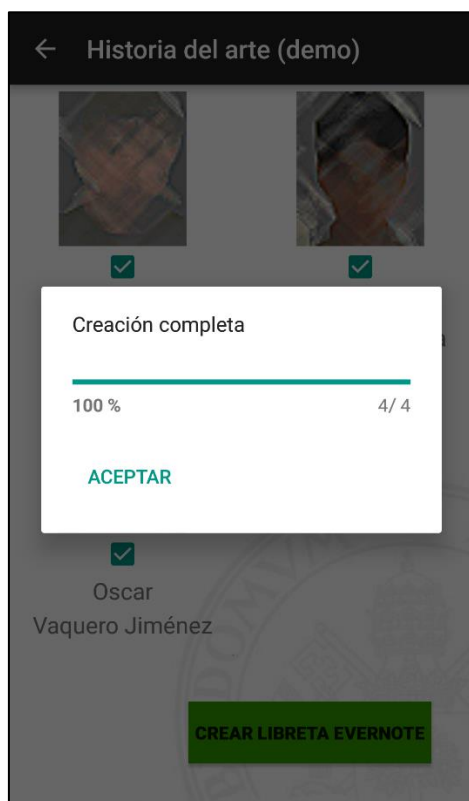 Historia del arte (demo)
Creación completa
100 %
4/ 4
ACEPTAR
Oscar
Vaquero Jiménez
CREAR LIBRETA EVERNOTE